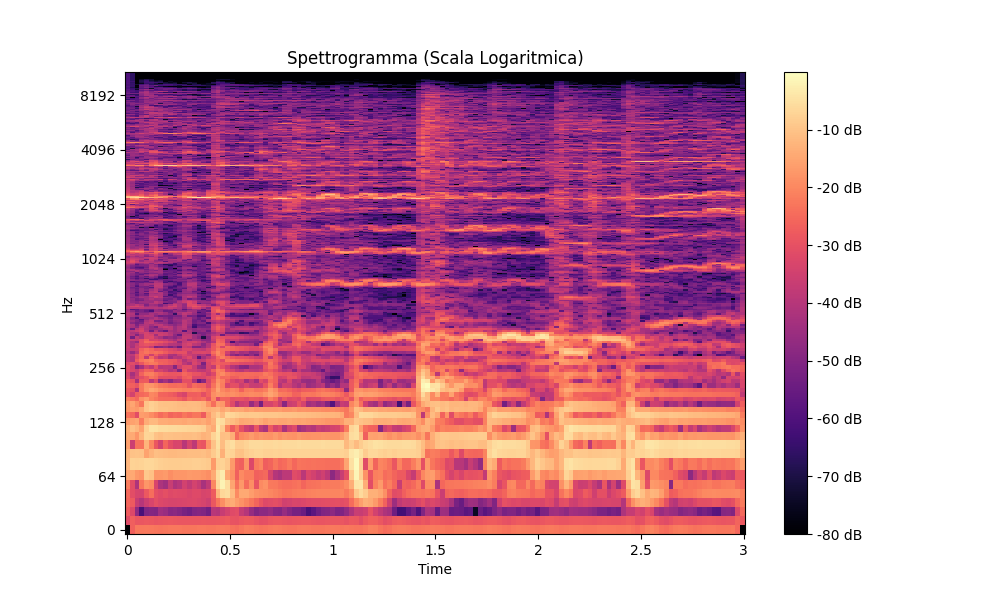 Spettrogramma (Scala Logaritmica)
8192
4096
2048
1024
512
256
128
64
0
Hz
0
0.5
1
1.5
2
2.5
3
Time
-10 dB
-20 dB
-30 dB
-40 dB
-50 dB
-60 dB
-70 dB
-80 dB